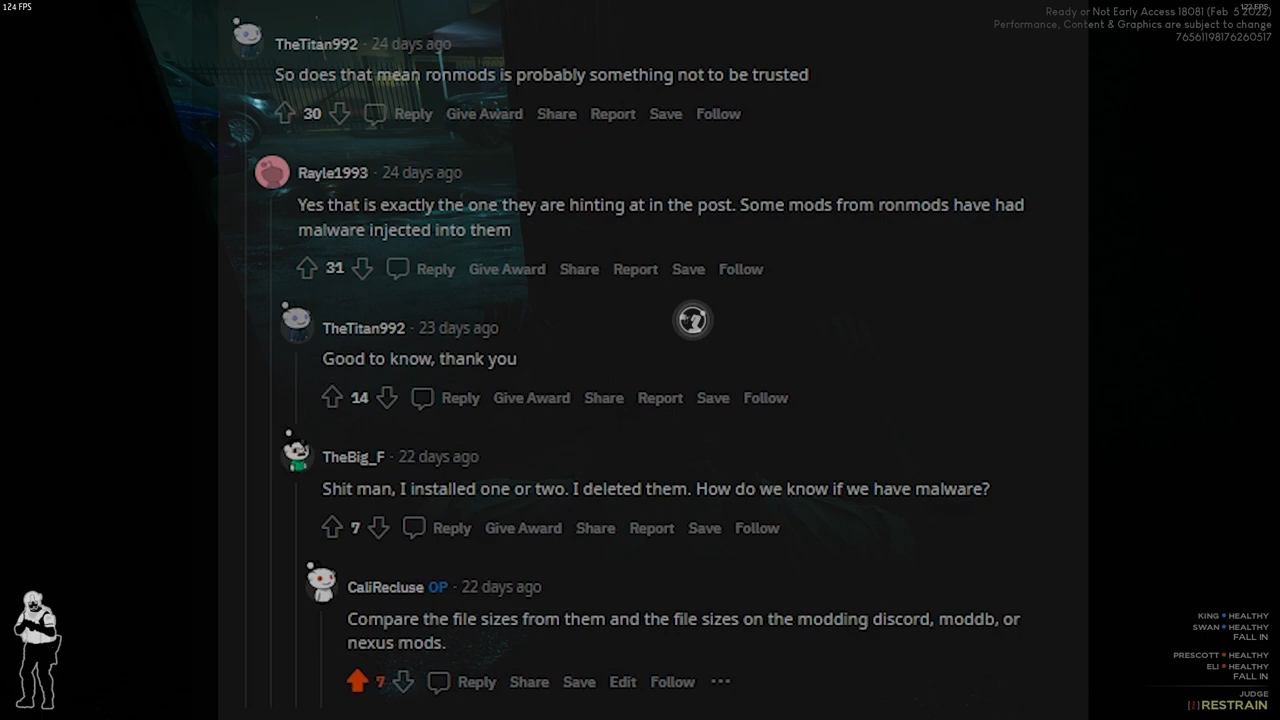 124 FPS
Ready or Not Early Access 18081 (Feb 5 2022)
Performance, Content & Graphics are subject to change
76561198176260517
TheTitan992 · 24 days ago
So does that mean ronmods is probably something not to be trusted
30 Reply Give Award Share Report Save Follow
Rayle1993 · 24 days ago
Yes that is exactly the one they are hinting at in the post. Some mods from ronmods have had
malware injected into them
31 Reply Give Award Share Report Save Follow
TheTitan992 · 23 days ago
Good to know, thank you
14 Reply Give Award Share Report Save Follow
TheBig_F · 22 days ago
Shit man, I installed one or two. I deleted them. How do we know if we have malware?
7 Reply Give Award Share Report Save Follow
CaliRecluse OP · 22 days ago
Compare the file sizes from them and the file sizes on the modding discord, moddb, or
nexus mods.
7 Reply Share Save Edit Follow ···
KING HEALTHY
SWAN HEALTHY
FALL IN
PRESCOTT HEALTHY
ELI HEALTHY
FALL IN
JUDGE
RESTRAIN